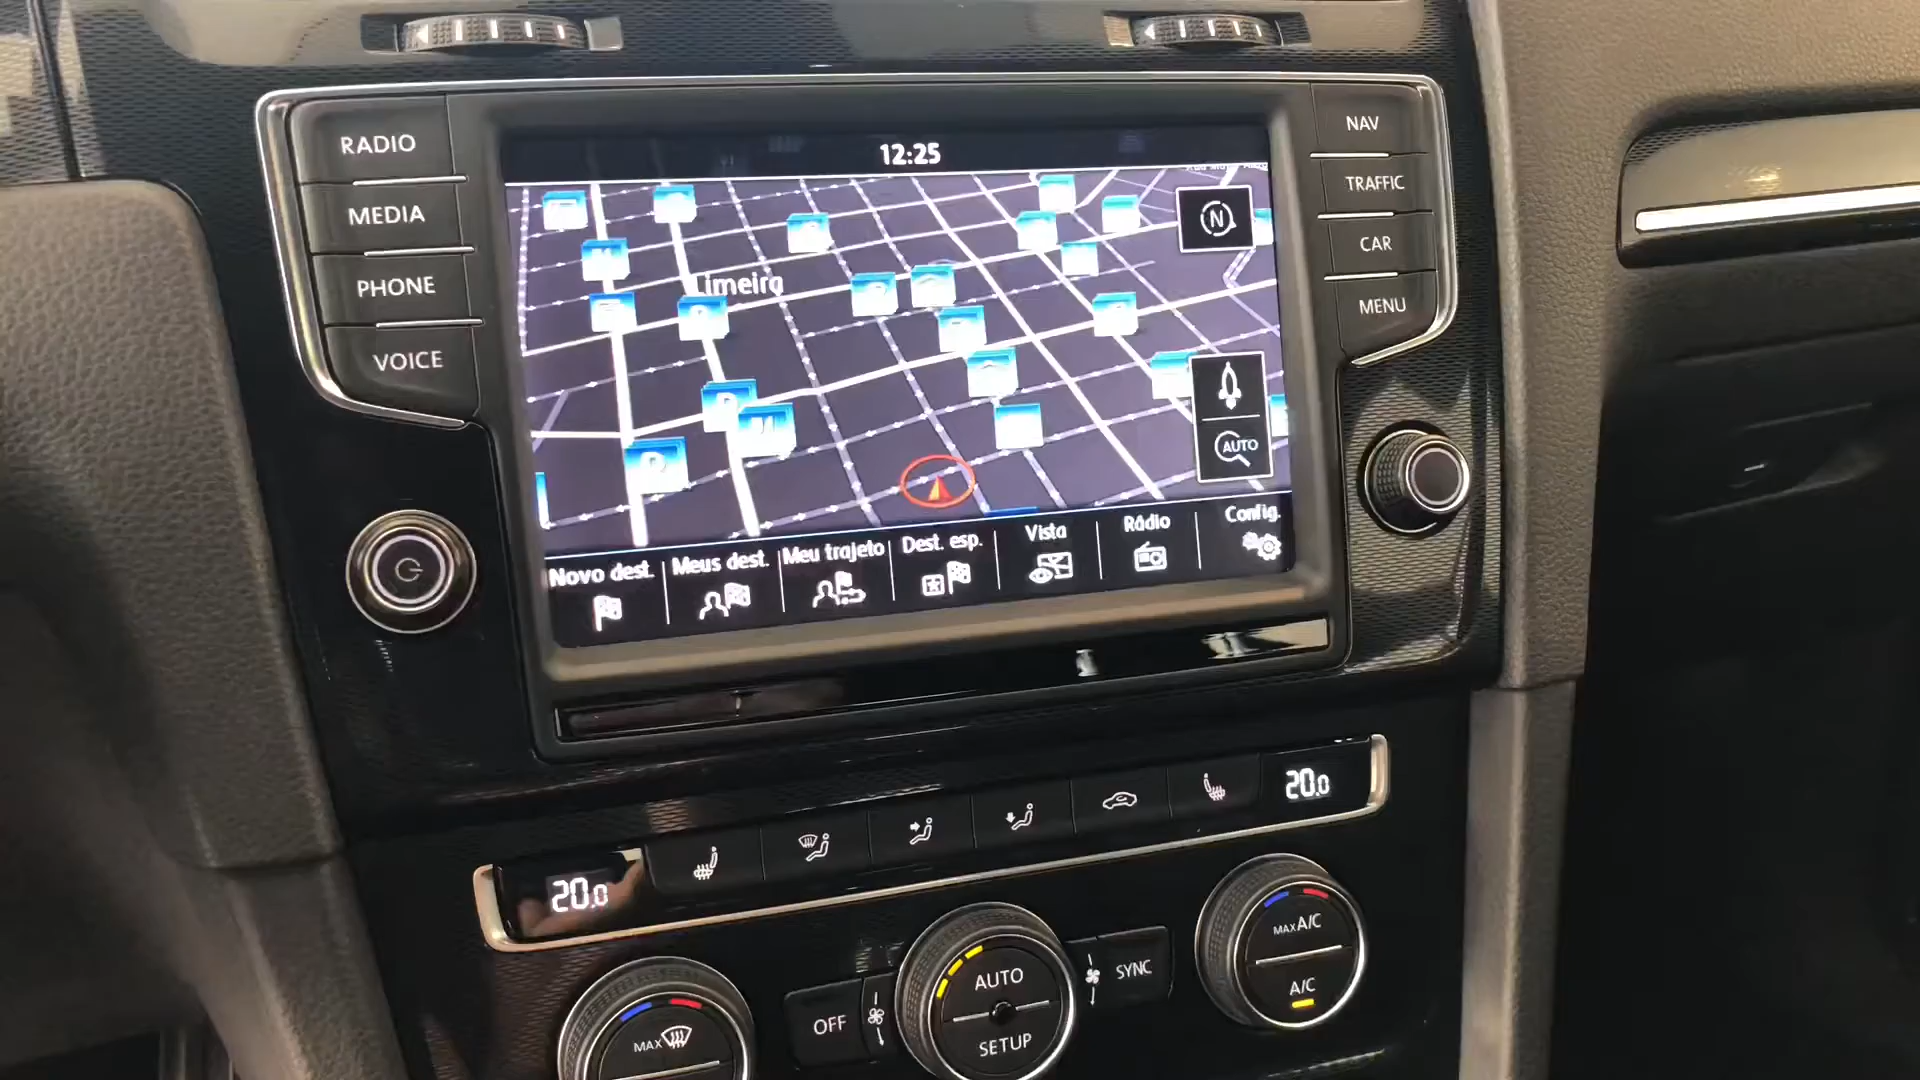 RADIO
MEDIA
PHONE
VOICE
NAV
TRAFFIC
CAR
MENU
12:25
N
Limeira
P
AUTO
Novo dest.
Meus dest.
Meu trajeto
Dest. esp.
Vista
Rádio
Config.
20.0
20.0
MAX
OFF
AUTO
SETUP
SYNC
MAX A/C
A/C